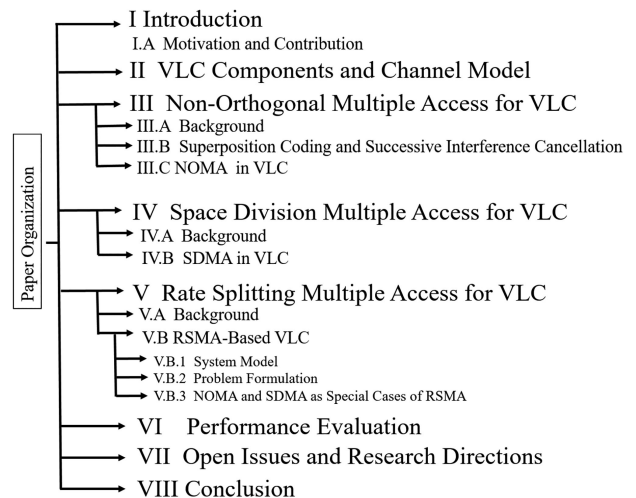 Paper Organization
I Introduction
I.A Motivation and Contribution
II VLC Components and Channel Model
III Non-Orthogonal Multiple Access for VLC
III.A Background
III.B Superposition Coding and Successive Interference Cancellation
III.C NOMA in VLC
IV Space Division Multiple Access for VLC
IV.A Background
IV.B SDMA in VLC
V Rate Splitting Multiple Access for VLC
V.A Background
V.B RSMA-Based VLC
V.B.1 System Model
V.B.2 Problem Formulation
V.B.3 NOMA and SDMA as Special Cases of RSMA
VI Performance Evaluation
VII Open Issues and Research Directions
VIII Conclusion